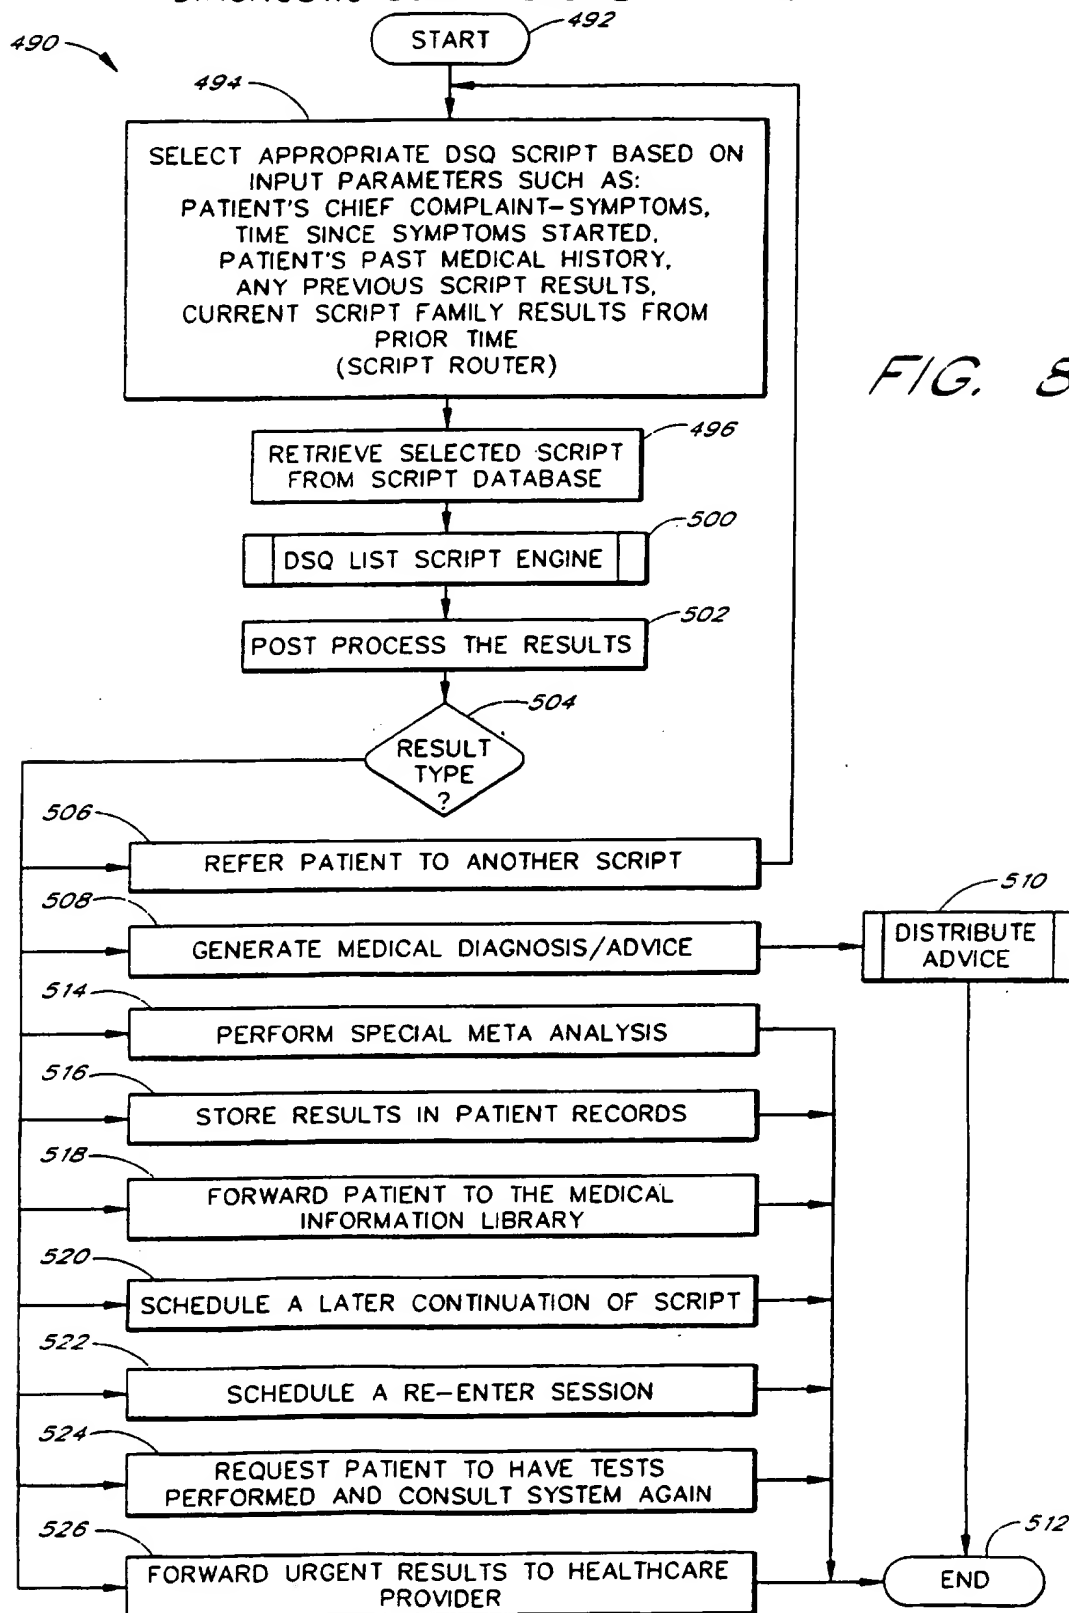 492
START
490
494
SELECT APPROPRIATE DSQ SCRIPT BASED ON
INPUT PARAMETERS SUCH AS:
PATIENT'S CHIEF COMPLAINT-SYMPTOMS,
TIME SINCE SYMPTOMS STARTED,
PATIENT'S PAST MEDICAL HISTORY,
ANY PREVIOUS SCRIPT RESULTS,
CURRENT SCRIPT FAMILY RESULTS FROM
PRIOR TIME
(SCRIPT ROUTER)
FIG. 8
496
RETRIEVE SELECTED SCRIPT
FROM SCRIPT DATABASE
500
DSQ LIST SCRIPT ENGINE
502
POST PROCESS THE RESULTS
504
RESULT
TYPE
?
506
REFER PATIENT TO ANOTHER SCRIPT
508
GENERATE MEDICAL DIAGNOSIS/ADVICE
510
DISTRIBUTE
ADVICE
514
PERFORM SPECIAL META ANALYSIS
516
STORE RESULTS IN PATIENT RECORDS
518
FORWARD PATIENT TO THE MEDICAL
INFORMATION LIBRARY
520
SCHEDULE A LATER CONTINUATION OF SCRIPT
522
SCHEDULE A RE-ENTER SESSION
524
REQUEST PATIENT TO HAVE TESTS
PERFORMED AND CONSULT SYSTEM AGAIN
526
FORWARD URGENT RESULTS TO HEALTHCARE
PROVIDER
512
END